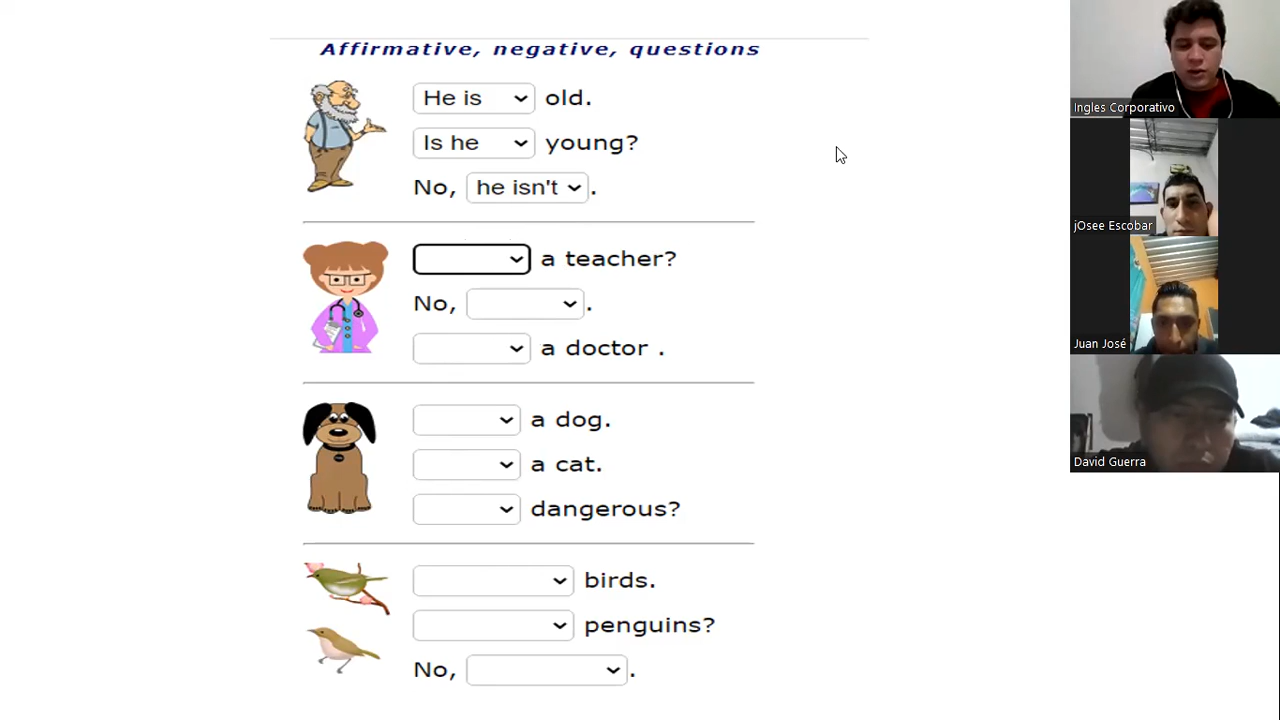 Affirmative, negative, questions
He is old.
Is he young?
No, he isn't.
a teacher?
No, .
a doctor .
a dog.
a cat.
dangerous?
birds.
penguins?
No, .
Ingles Corporativo
jOsee Escobar
Juan José
David Guerra